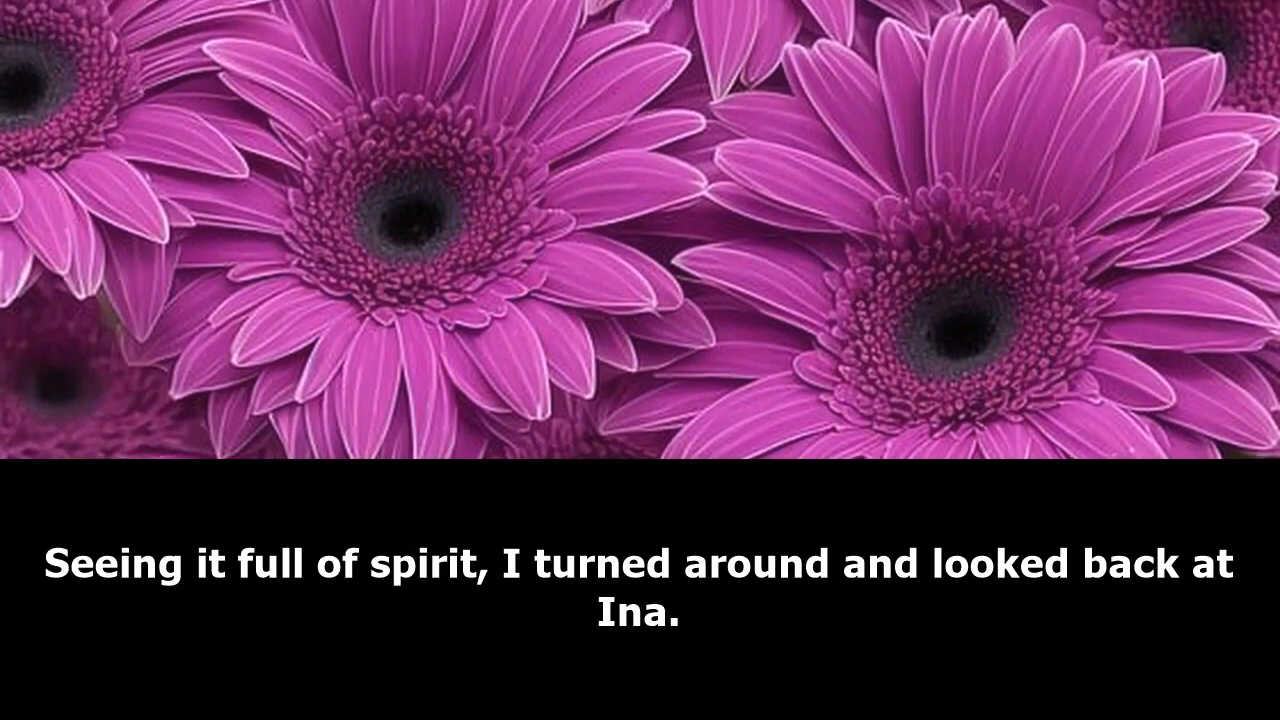 Seeing it full of spirit, I turned around and looked back at
Ina.